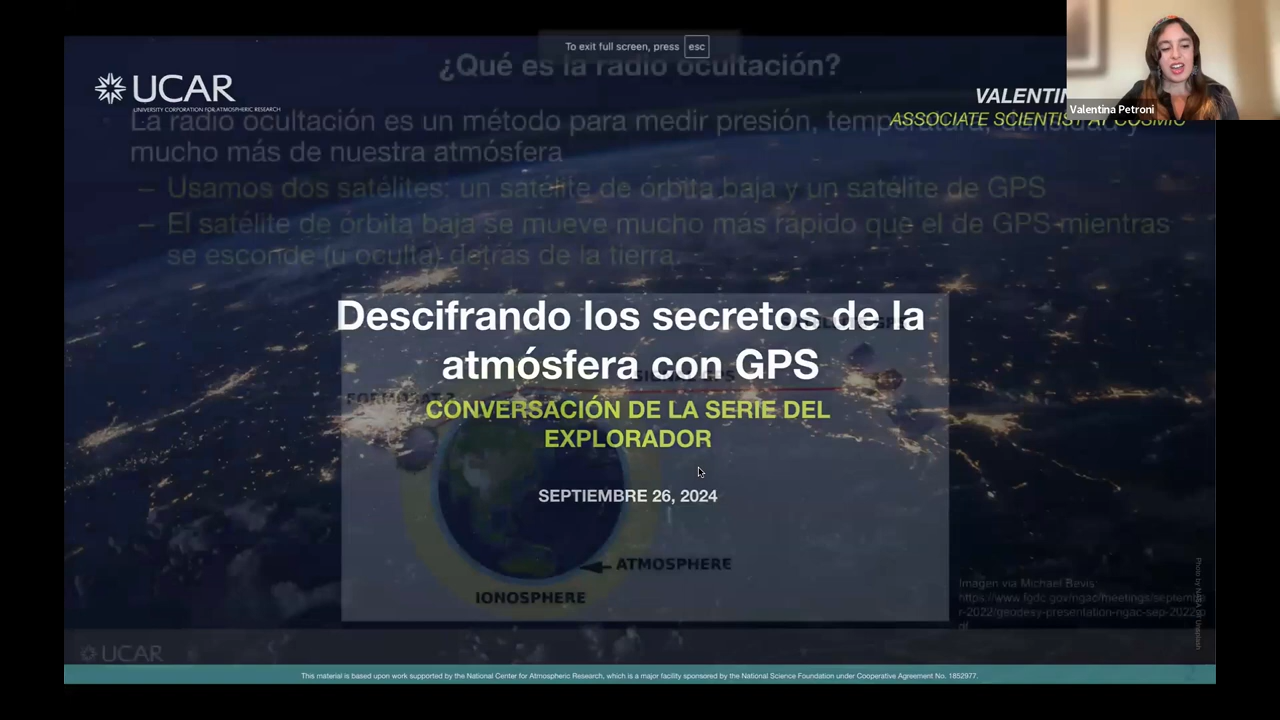 To exit full screen, press esc
¿Qué es la radio ocultación?
UCAR
UNIVERSITY CORPORATION FOR ATMOSPHERIC RESEARCH
VALENTIN
ASSOCIATE SCIENTIST AT COSMIC
Valentina Petroni
La radio ocultación es un método para medir presión,
mucho más de nuestra atmósfera
– Usamos dos satélites: un satélite de órbita baja y un satélite de GPS
– El satélite de órbita baja se mueve mucho más rápido que el de GPS mientras
se esconde (u oculta) detrás de la tierra.
Descifrando los secretos de la
atmósfera con GPS
CONVERSACIÓN DE LA SERIE DEL
EXPLORADOR
SEPTIEMBRE 26, 2024
ATMOSPHERE
IONOSPHERE
Imagen via Michael Bevis:
UCAR
This material is based upon work supported by the National Center for Atmospheric Research, which is a major facility sponsored by the National Science Foundation under Cooperative Agreement No. 1852977.